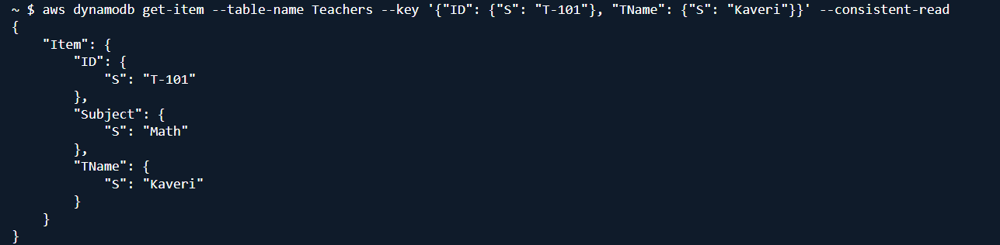 ~ $ aws dynamodb get-item --table-name Teachers --key '{"ID": {"S": "T-101"}, "TName": {"S": "Kaveri"}}' --consistent-read
{
    "Item": {
        "ID": {
            "S": "T-101"
        },
        "Subject": {
            "S": "Math"
        },
        "TName": {
            "S": "Kaveri"
        }
    }
}